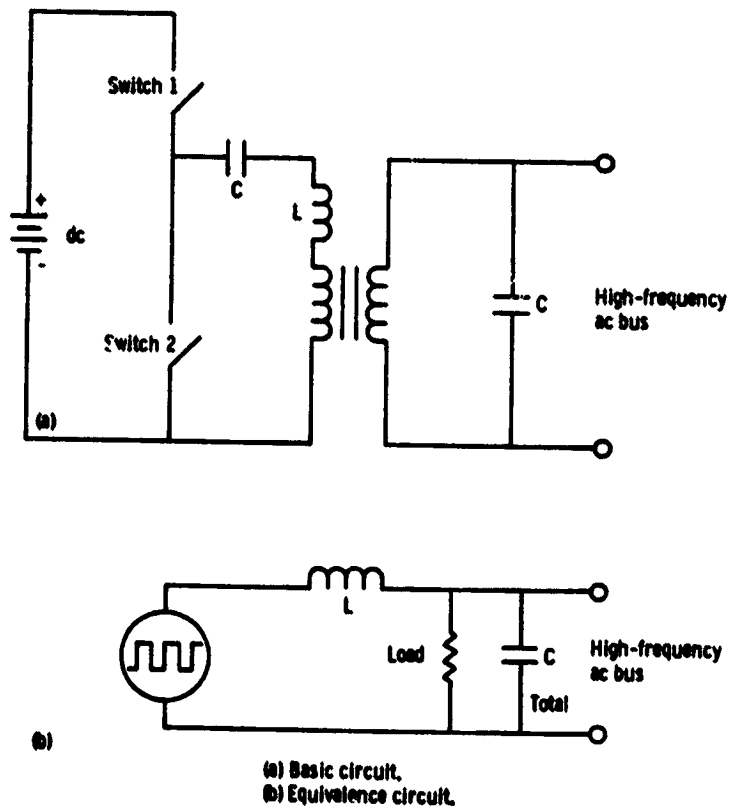 Switch 1
C
L
+
dc
-
C
High-frequency
ac bus
Switch 2
(a)
L
Load
C
High-frequency
ac bus
Total
(b)
(a) Basic circuit.
(b) Equivalence circuit.